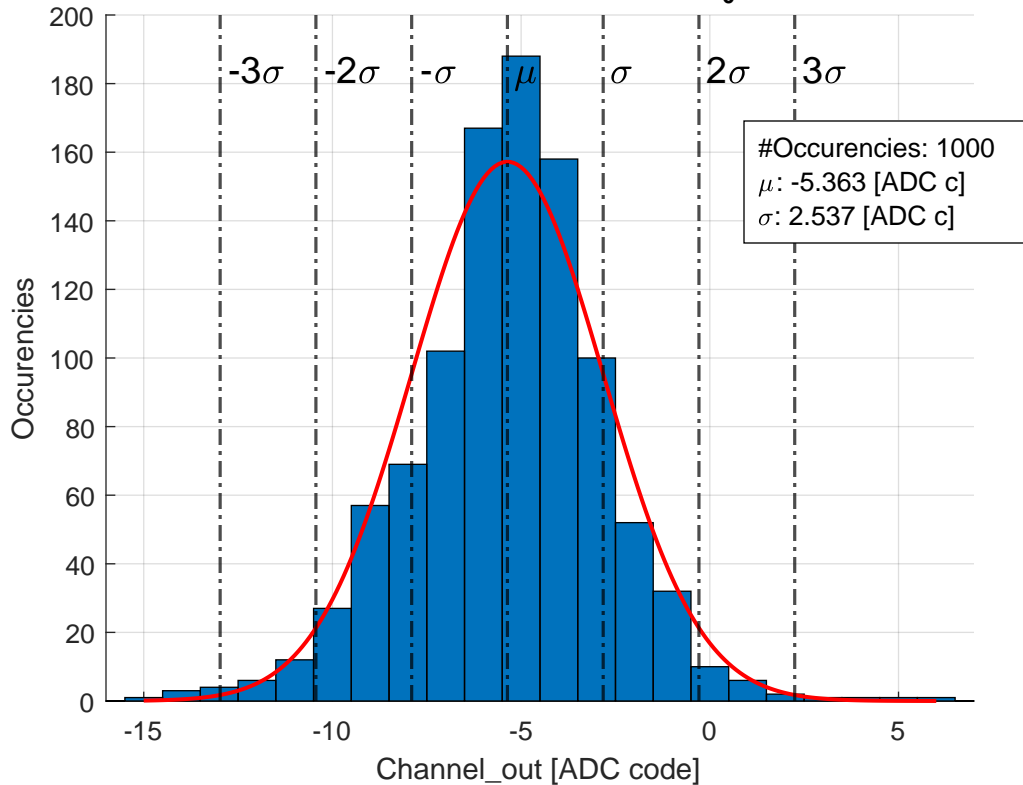 200
180
160
140
120
100
80
60
40
20
0
Occurencies
-3σ
-2σ
-σ
μ
σ
2σ
3σ
#Occurencies: 1000
μ: -5.363 [ADC c]
σ: 2.537 [ADC c]
-15
-10
-5
0
5
Channel_out [ADC code]